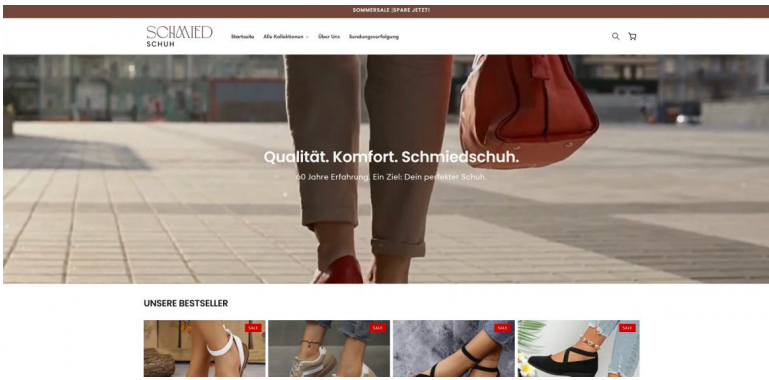 SOMMERSALE |SPARE JETZT!
SCHMIED
SCHUH
Startseite Alle Kollektionen Über Uns Sendungsverfolgung
Qualität. Komfort. Schmiedschuh.
60 Jahre Erfahrung. Ein Ziel: Dein perfekter Schuh.
UNSERE BESTSELLER
SALE SALE SALE SALE